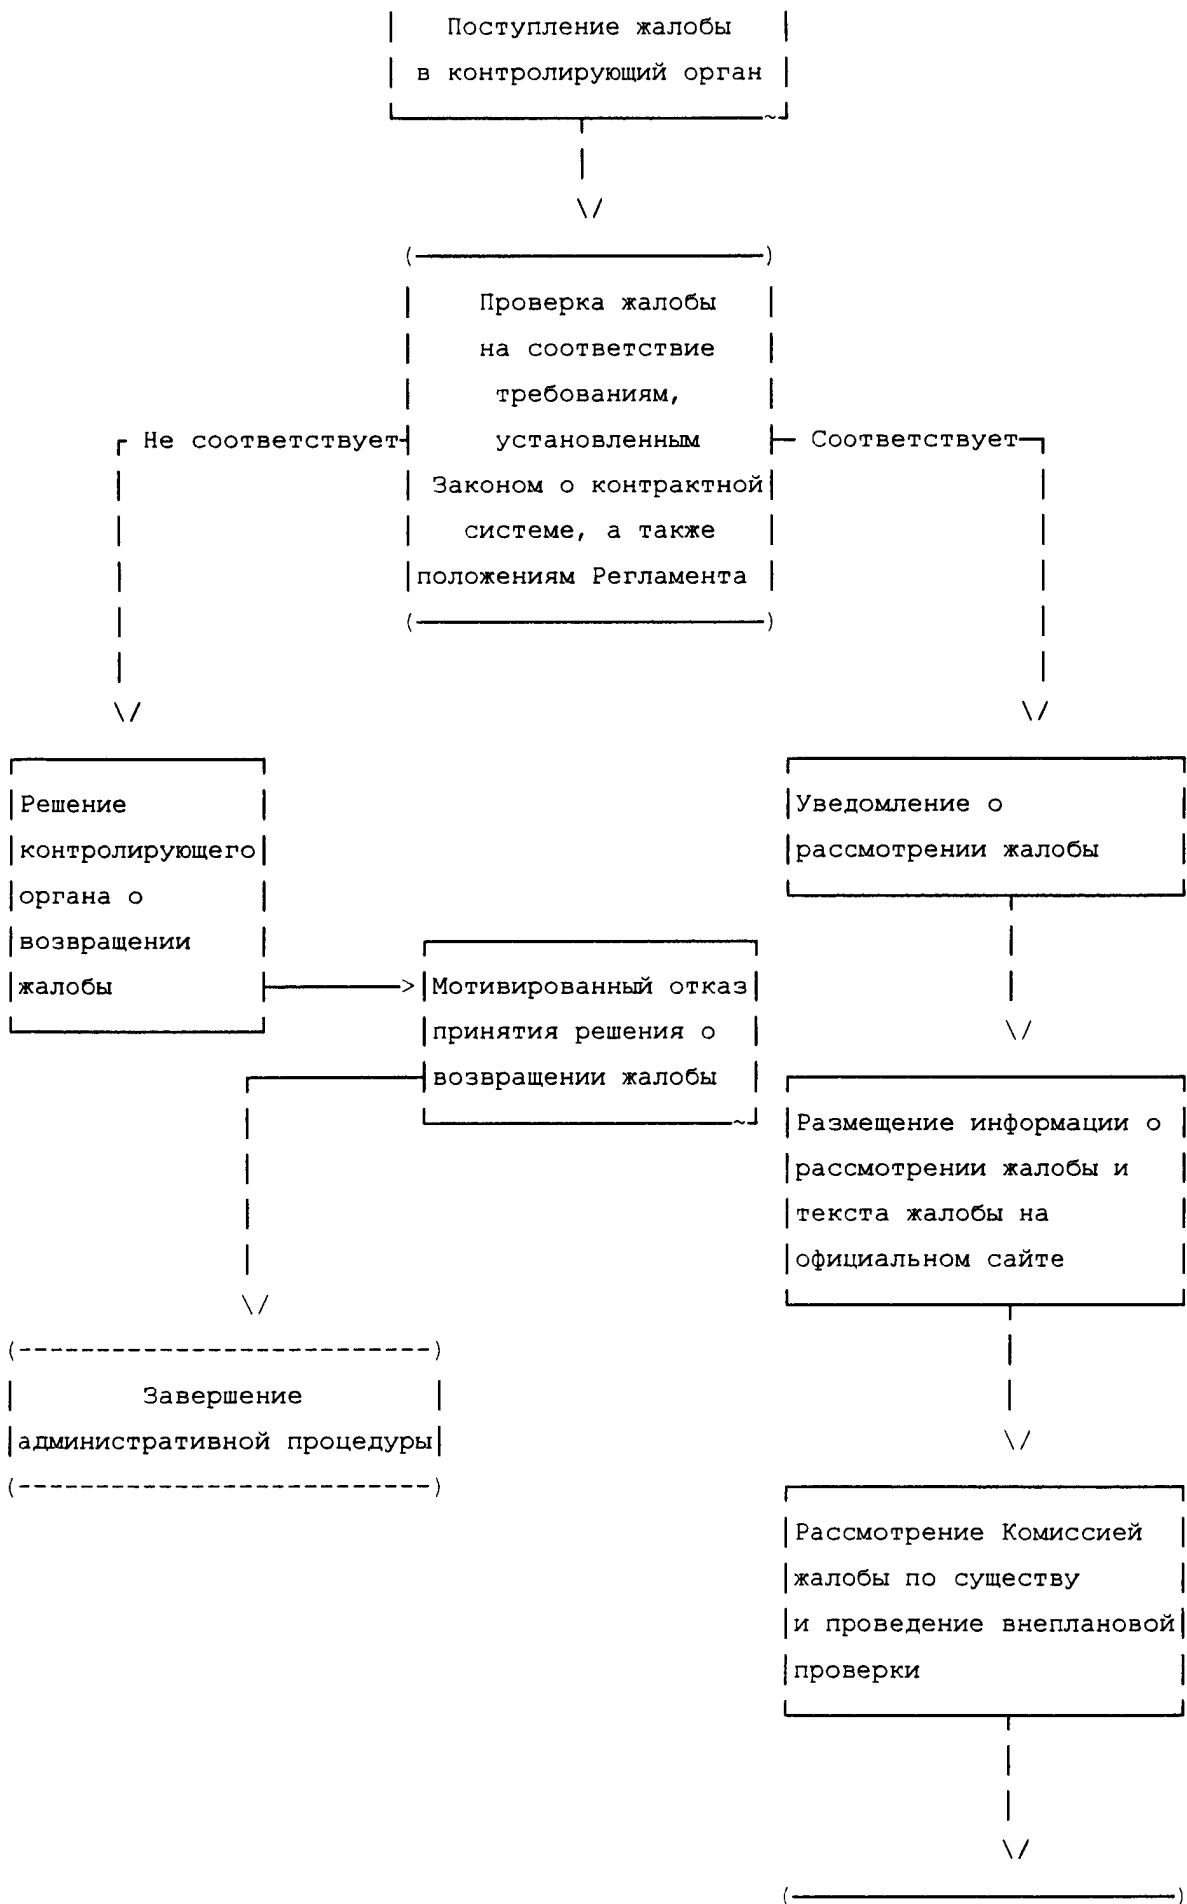 Поступление жалобы
в контролирующий орган
Проверка жалобы
на соответствие
требованиям,
установленным
Законом о контрактной
системе, а также
положениям Регламента
Не соответствует
Соответствует
Решение
контролирующего
органа о
возвращении
жалобы
Мотивированный отказ
принятия решения о
возвращении жалобы
Завершение
административной процедуры
Уведомление о
рассмотрении жалобы
Размещение информации о
рассмотрении жалобы и
текста жалобы на
официальном сайте
Рассмотрение Комиссией
жалобы по существу
и проведение внеплановой
проверки